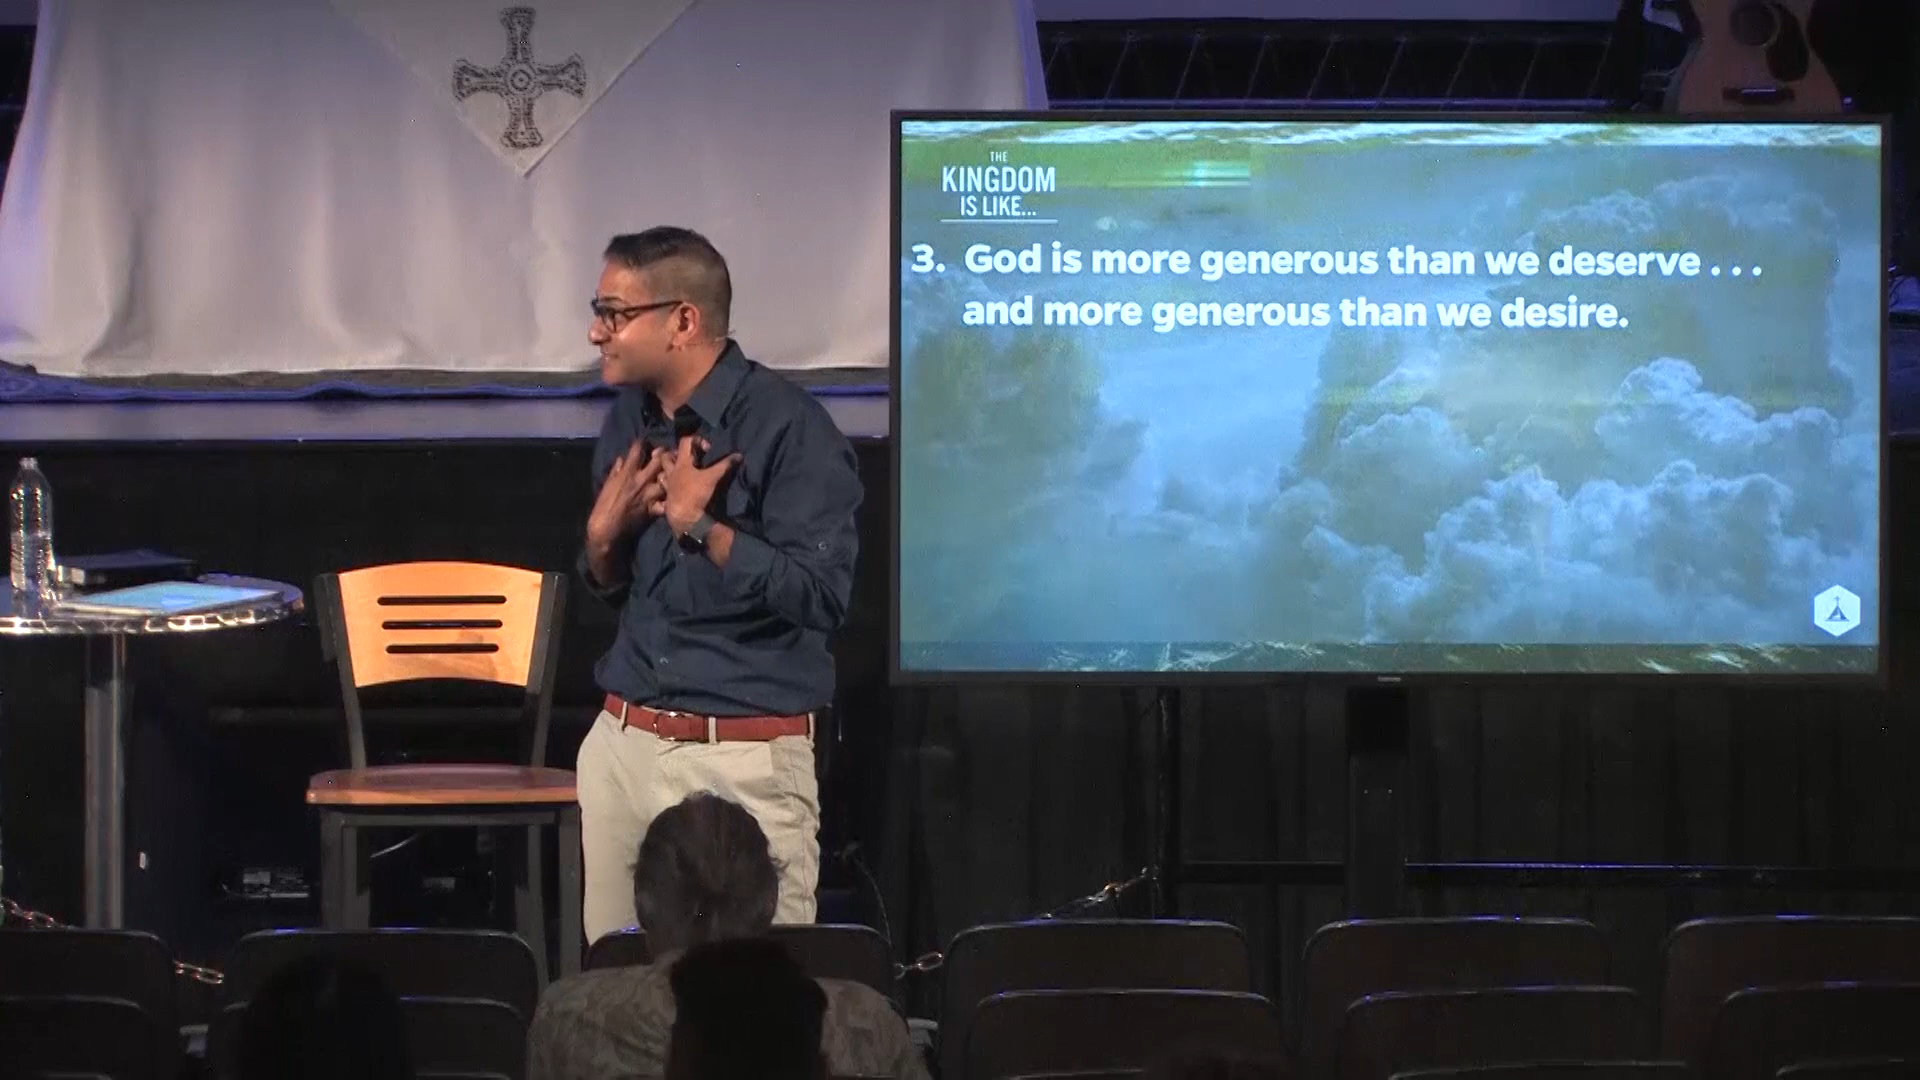 THE
KINGDOM
IS LIKE...
3. God is more generous than we deserve . . .
and more generous than we desire.